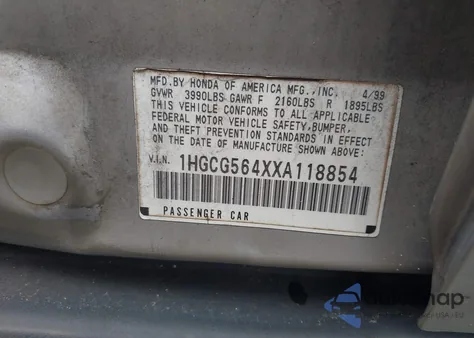 MFD.BY HONDA OF AMERICA MFG.,INC. 4/99
GVWR 3990LBS GAWR F 2160LBS R 1895LBS
THIS VEHICLE CONFORMS TO ALL APPLICABLE
FEDERAL MOTOR VEHICLE SAFETY,BUMPER,
AND THEFT PREVENTION STANDARDS IN EFFECT
ON THE DATE OF MANUFACTURE SHOWN ABOVE:
V.I.N. 1HGCG564XXA118854
PASSENGER CAR